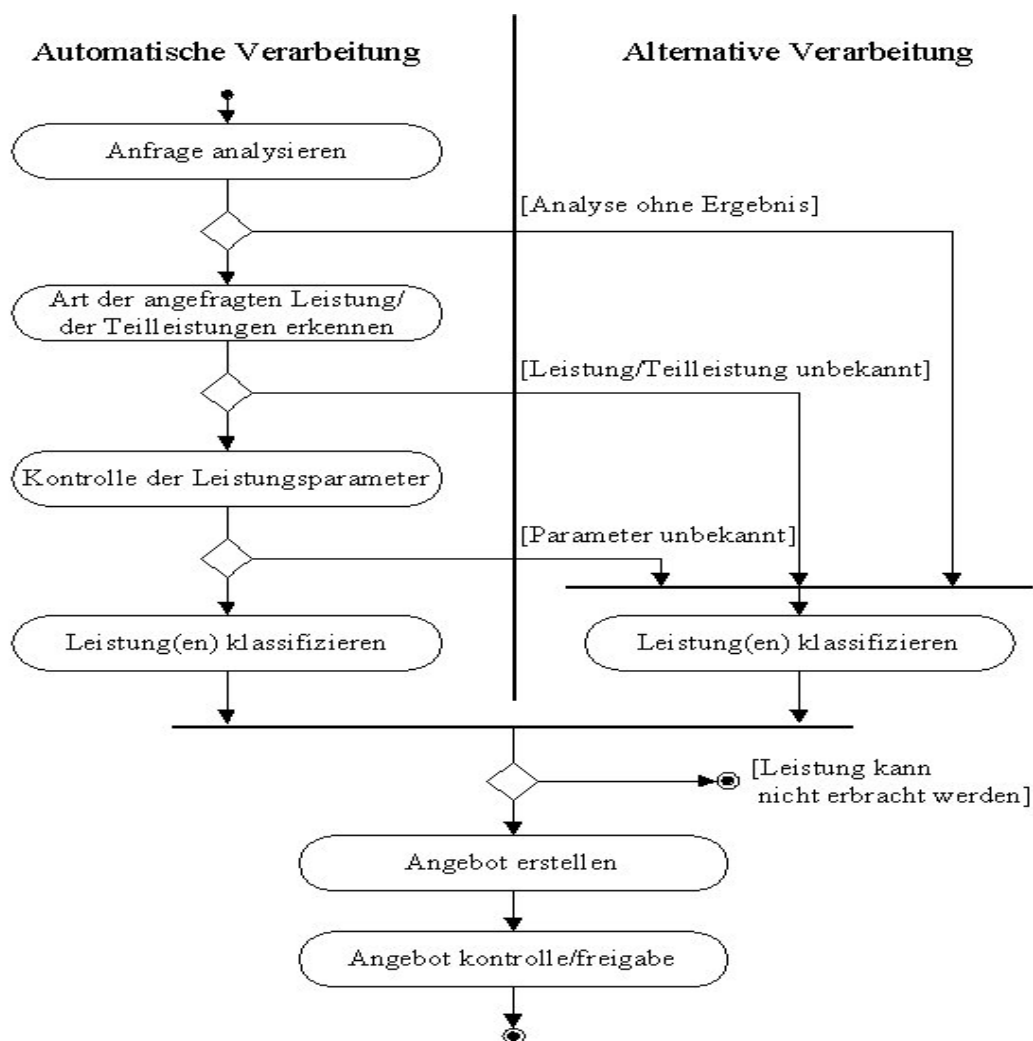 Automatische Verarbeitung
Alternative Verarbeitung
Anfrage analysieren
[Analyse ohne Ergebnis]
Art der angefragten Leistung/
der Teilleistungen erkennen
[Leistung/Teilleistung unbekannt]
Kontrolle der Leistungsparameter
[Parameter unbekannt]
Leistung(en) klassifizieren
Leistung(en) klassifizieren
[Leistung kann
nicht erbracht werden]
Angebot erstellen
Angebot kontrolle/freigabe